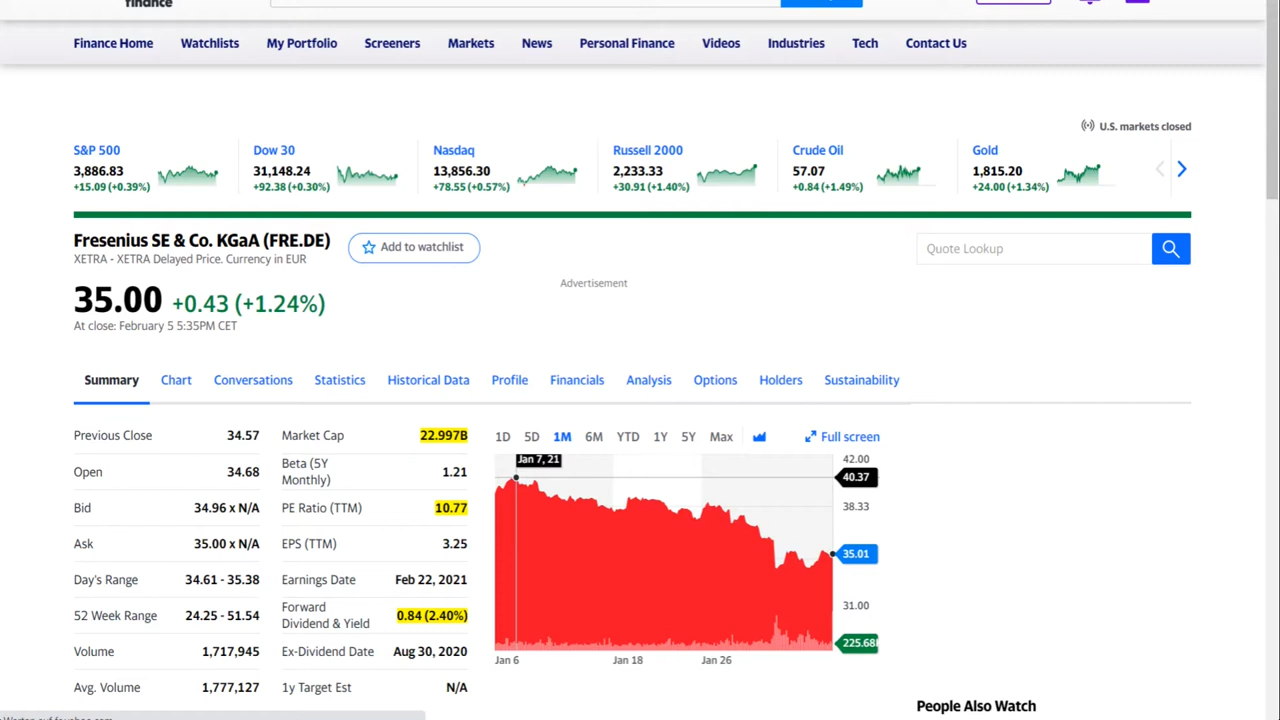 finance
Finance Home Watchlists My Portfolio Screeners Markets News Personal Finance Videos Industries Tech Contact Us
U.S. markets closed
S&P 500 Dow 30 Nasdaq Russell 2000 Crude Oil Gold
3,886.83 31,148.24 13,856.30 2,233.33 57.07 1,815.20
+15.09 (+0.39%) +92.38 (+0.30%) +78.55 (+0.57%) +30.91 (+1.40%) +0.84 (+1.49%) +24.00 (+1.34%)
Fresenius SE & Co. KGaA (FRE.DE) Add to watchlist Quote Lookup
XETRA - XETRA Delayed Price. Currency in EUR
Advertisement
35.00 +0.43 (+1.24%)
At close: February 5 5:35PM CET
Summary Chart Conversations Statistics Historical Data Profile Financials Analysis Options Holders Sustainability
Previous Close 34.57
Open 34.68
Bid 34.96 x N/A
Ask 35.00 x N/A
Day's Range 34.61 - 35.38
52 Week Range 24.25 - 51.54
Volume 1,717,945
Avg. Volume 1,777,127
Market Cap 22.997B
Beta (5Y
Monthly) 1.21
PE Ratio (TTM) 10.77
EPS (TTM) 3.25
Earnings Date Feb 22, 2021
Forward
Dividend & Yield 0.84 (2.40%)
Ex-Dividend Date Aug 30, 2020
1y Target Est N/A
1D 5D 1M 6M YTD 1Y 5Y Max Full screen
Jan 7, 21
42.00
40.37
38.33
35.01
31.00
Jan 6 Jan 18 Jan 26
People Also Watch